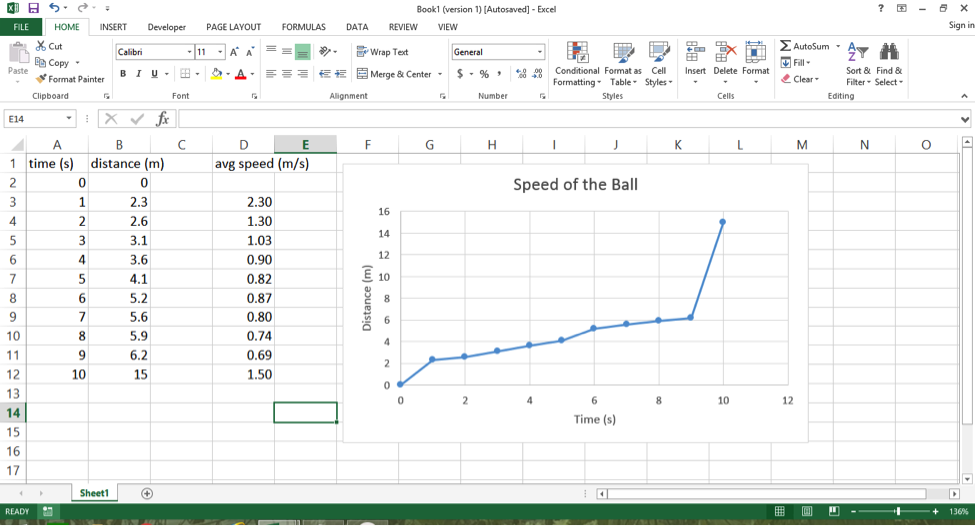 Book1 (version 1) [Autosaved] - Excel
?
Sign in
FILE HOME INSERT Developer PAGE LAYOUT FORMULAS DATA REVIEW VIEW
Paste
Cut
Copy
Format Painter
Clipboard
Calibri 11 A A
B I U A
Font
Wrap Text
Merge & Center
Alignment
General
$ % , .0 .00 .00 .0
Number
Conditional Formatting
Format as Table
Cell Styles
Styles
Insert Delete Format
Cells
AutoSum
Fill
Clear
Sort & Filter
Find & Select
Editing
E14 fx
A B C D E F G H I J K L M N O
1 time (s) distance (m) avg speed (m/s)
2 0 0
3 1 2.3 2.30
4 2 2.6 1.30
5 3 3.1 1.03
6 4 3.6 0.90
7 5 4.1 0.82
8 6 5.2 0.87
9 7 5.6 0.80
10 8 5.9 0.74
11 9 6.2 0.69
12 10 15 1.50
13
14
15
16
17
Speed of the Ball
16
14
12
10
8
6
4
2
0
Distance (m)
0 2 4 6 8 10 12
Time (s)
Sheet1
READY
136%